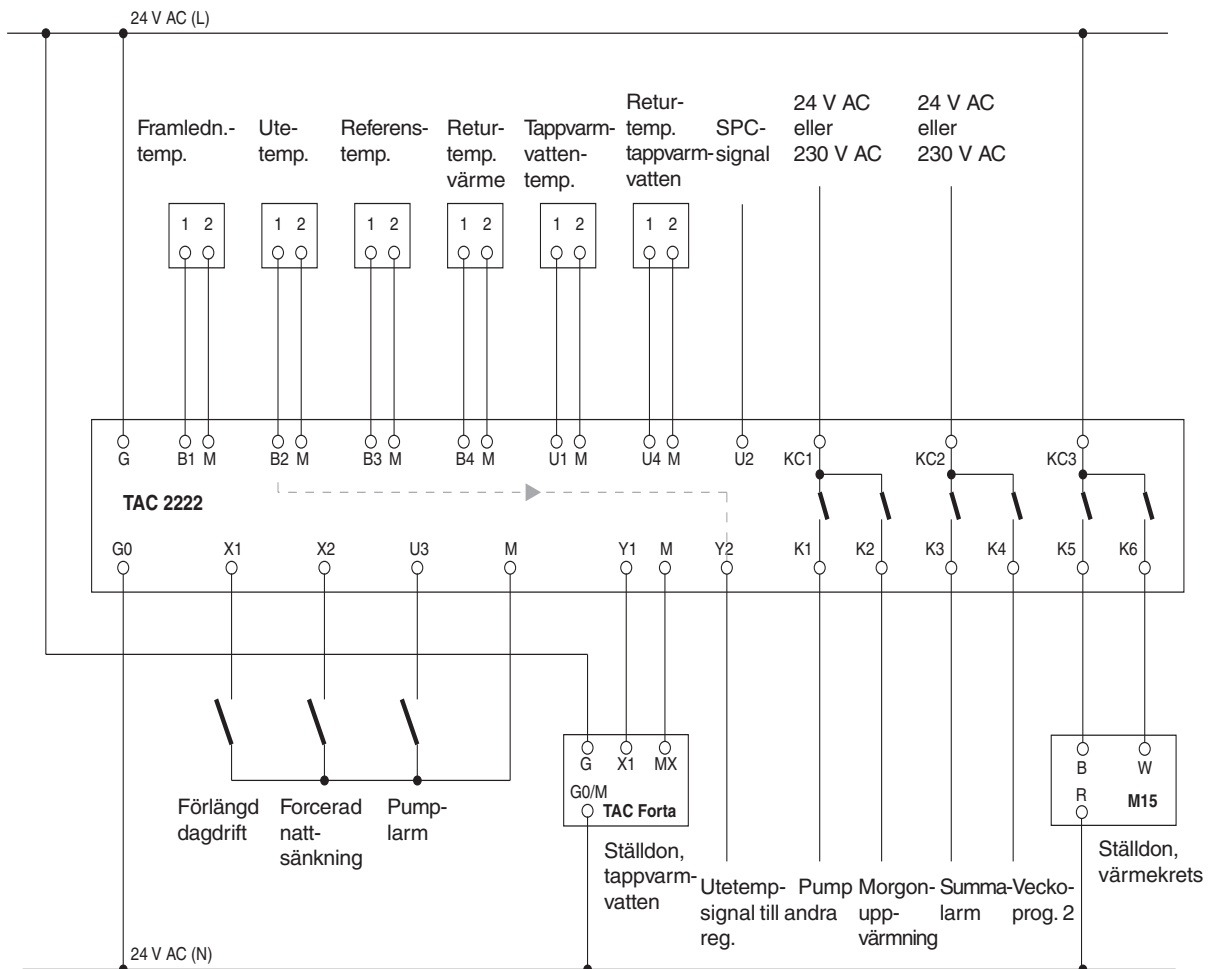 24 V AC (L)
Framledn.-
temp.
Ute-
temp.
Referens-
temp.
Retur-
temp.
värme
Tappvarm-
vatten-
temp.
Retur-
temp.
tappvarm-
vatten
SPC-
signal
24 V AC
eller
230 V AC
24 V AC
eller
230 V AC
1 2
1 2
1 2
1 2
1 2
1 2
G B1 M B2 M B3 M B4 M U1 M U4 M U2 KC1 KC2 KC3
TAC 2222
G0 X1 X2 U3 M Y1 M Y2 K1 K2 K3 K4 K5 K6
G X1 MX
G0/M
TAC Forta
B W
R
M15
Förlängd
dagdrift
Forcerad
natt-
sänkning
Pump-
larm
Ställdon,
tappvarm-
vatten
Utetemp-
signal till andra
reg.
Pump
Morgon-
upp-
värmning
Summa-
larm
Vecko-
prog. 2
Ställdon,
värmekrets
24 V AC (N)